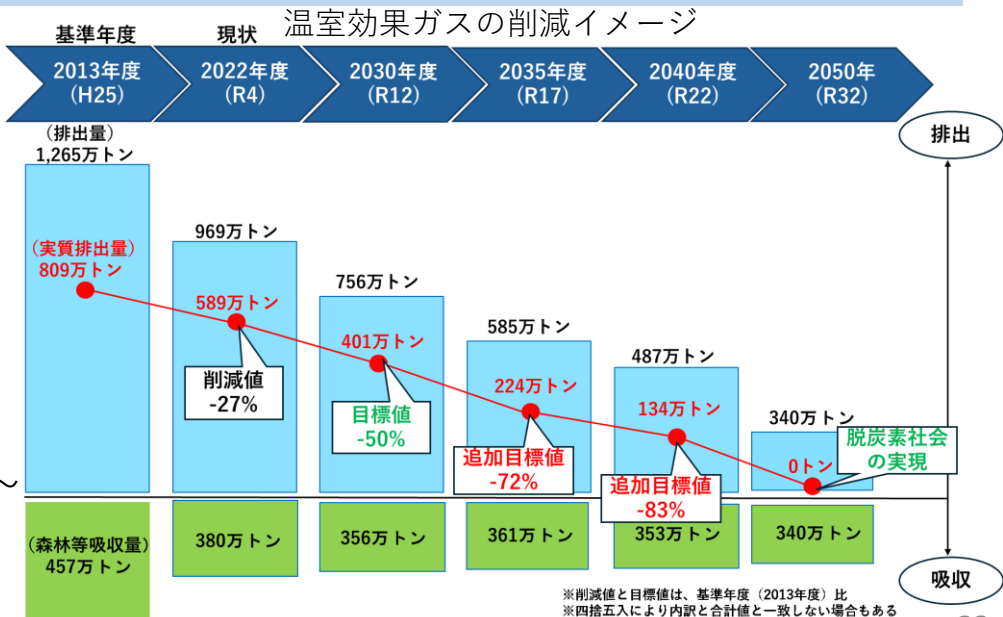 温室効果ガスの削減イメージ
基準年度
現状
2013年度
(H25)
2022年度
(R4)
2030年度
(R12)
2035年度
(R17)
2040年度
(R22)
2050年
(R32)
排出
(排出量)
1,265万トン
969万トン
756万トン
585万トン
487万トン
340万トン
(実質排出量)
809万トン
589万トン
401万トン
224万トン
134万トン
0トン
削減値
-27%
目標値
-50%
追加目標値
-72%
追加目標値
-83%
脱炭素社会
の実現
(森林等吸収量)
457万トン
380万トン
356万トン
361万トン
353万トン
340万トン
吸収
※削減値と目標値は、基準年度（2013年度）比
※四捨五入により内訳と合計値と一致しない場合もある